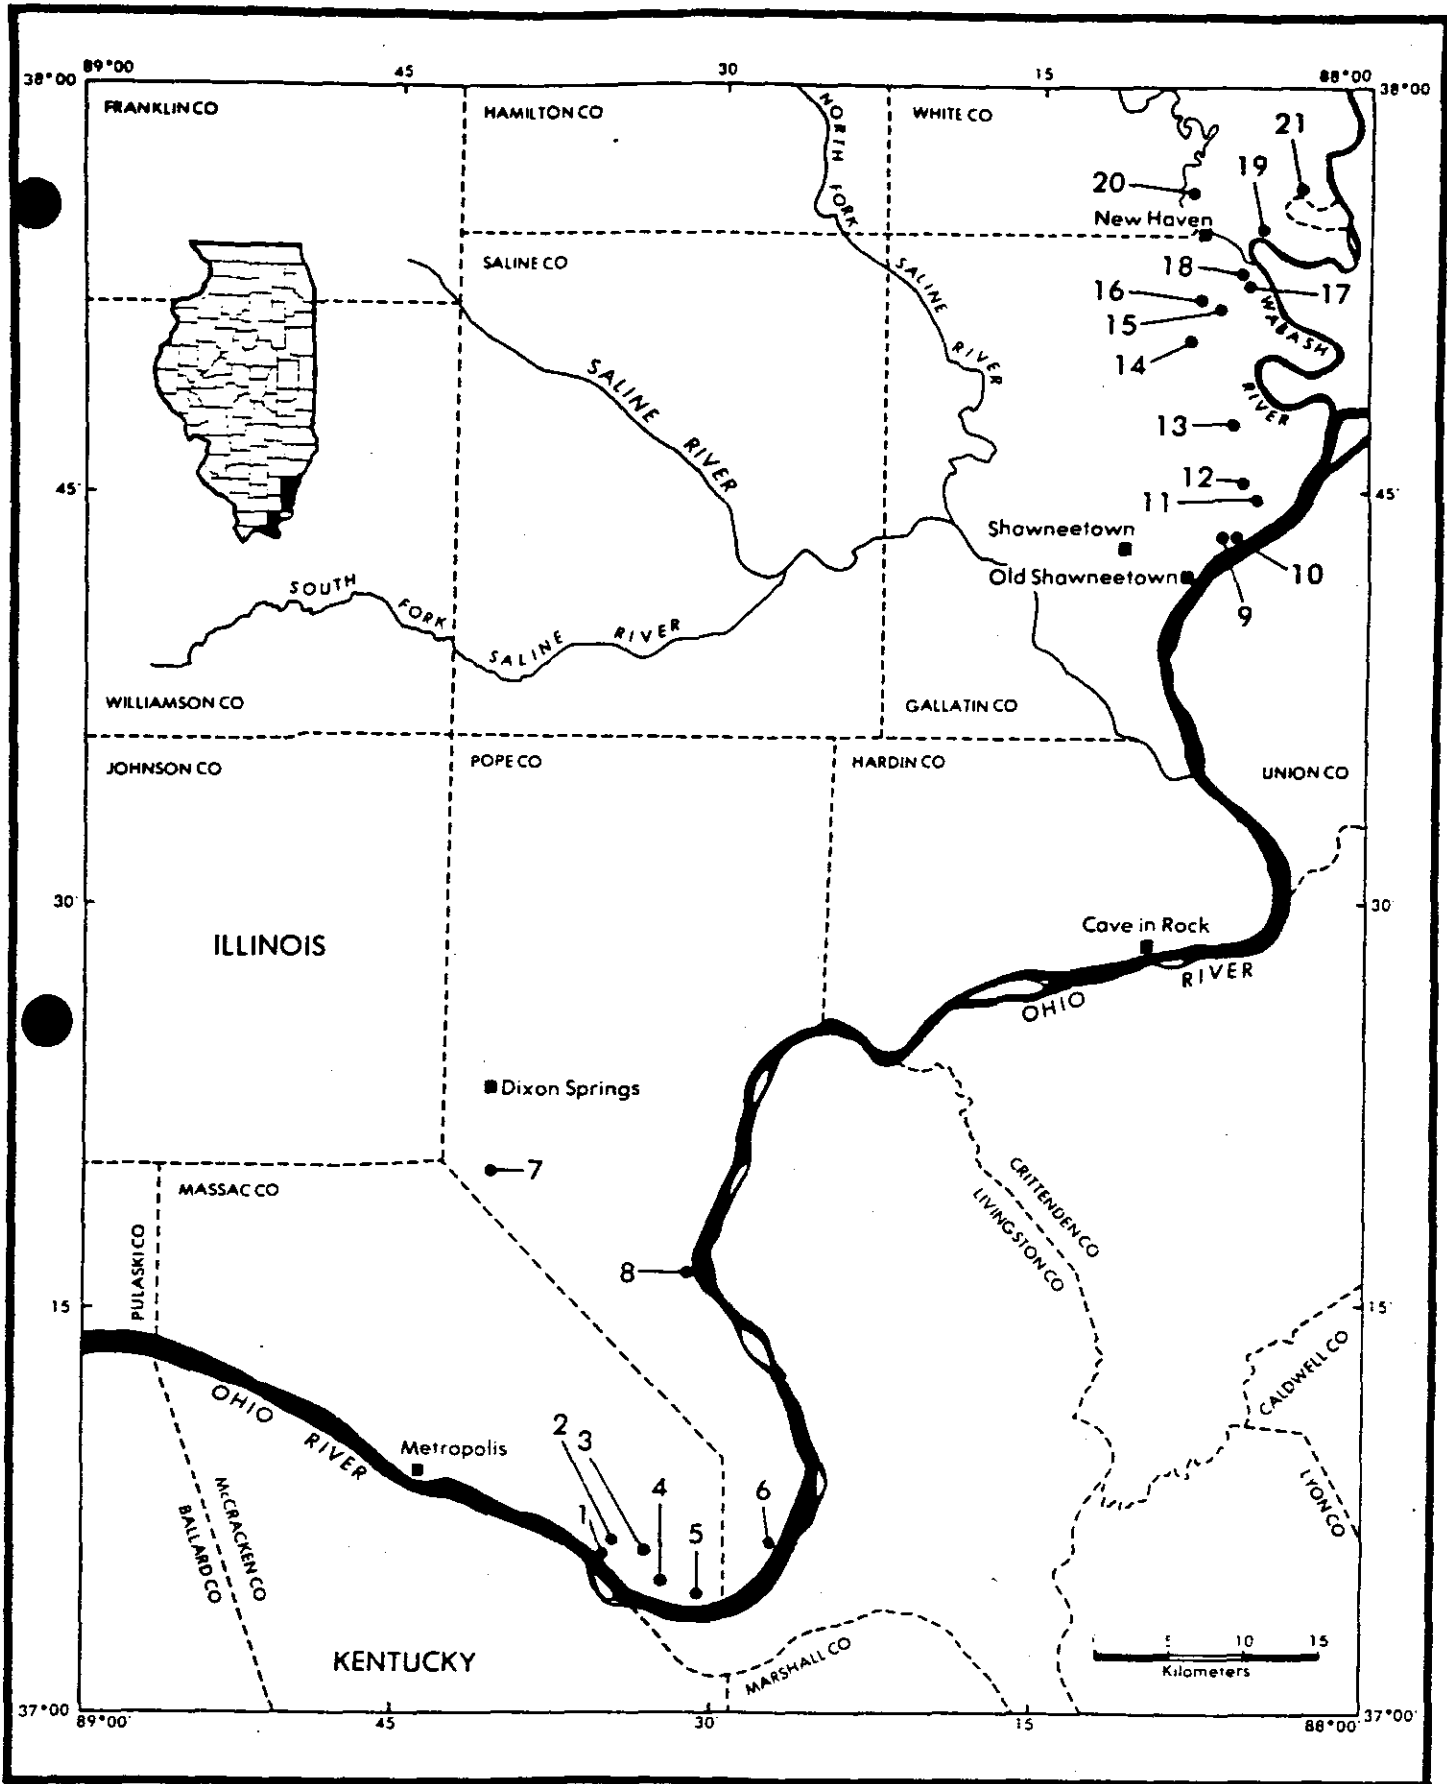 89°00'
45
30
15
88°00'
38°00
38°00
FRANKLIN CO
HAMILTON CO
WHITE CO
NORTH FORK
SALINE
RIVER
21
19
20
New Haven
18
17
16
15
14
WABASH
RIVER
SALINE CO
SALINE
RIVER
13
12
11
45'
45'
Shawneetown
10
Old Shawneetown
9
SOUTH
FORK
SALINE
RIVER
WILLIAMSON CO
GALLATIN CO
JOHNSON CO
POPE CO
HARDIN CO
UNION CO
30'
30'
ILLINOIS
Cave in Rock
OHIO
RIVER
Dixon Springs
7
MASSAC CO
PULASKI CO
CRITTENDEN CO
LIVINGSTON CO
8
15
15'
CALDWELL CO
LYON CO
OHIO
RIVER
Metropolis
2
3
4
6
1
5
McCRACKEN CO
BALLARD CO
KENTUCKY
MARSHALL CO
5
10
15
Kilometers
37°00
37°00'
89°00'
45
30
15
88°00'